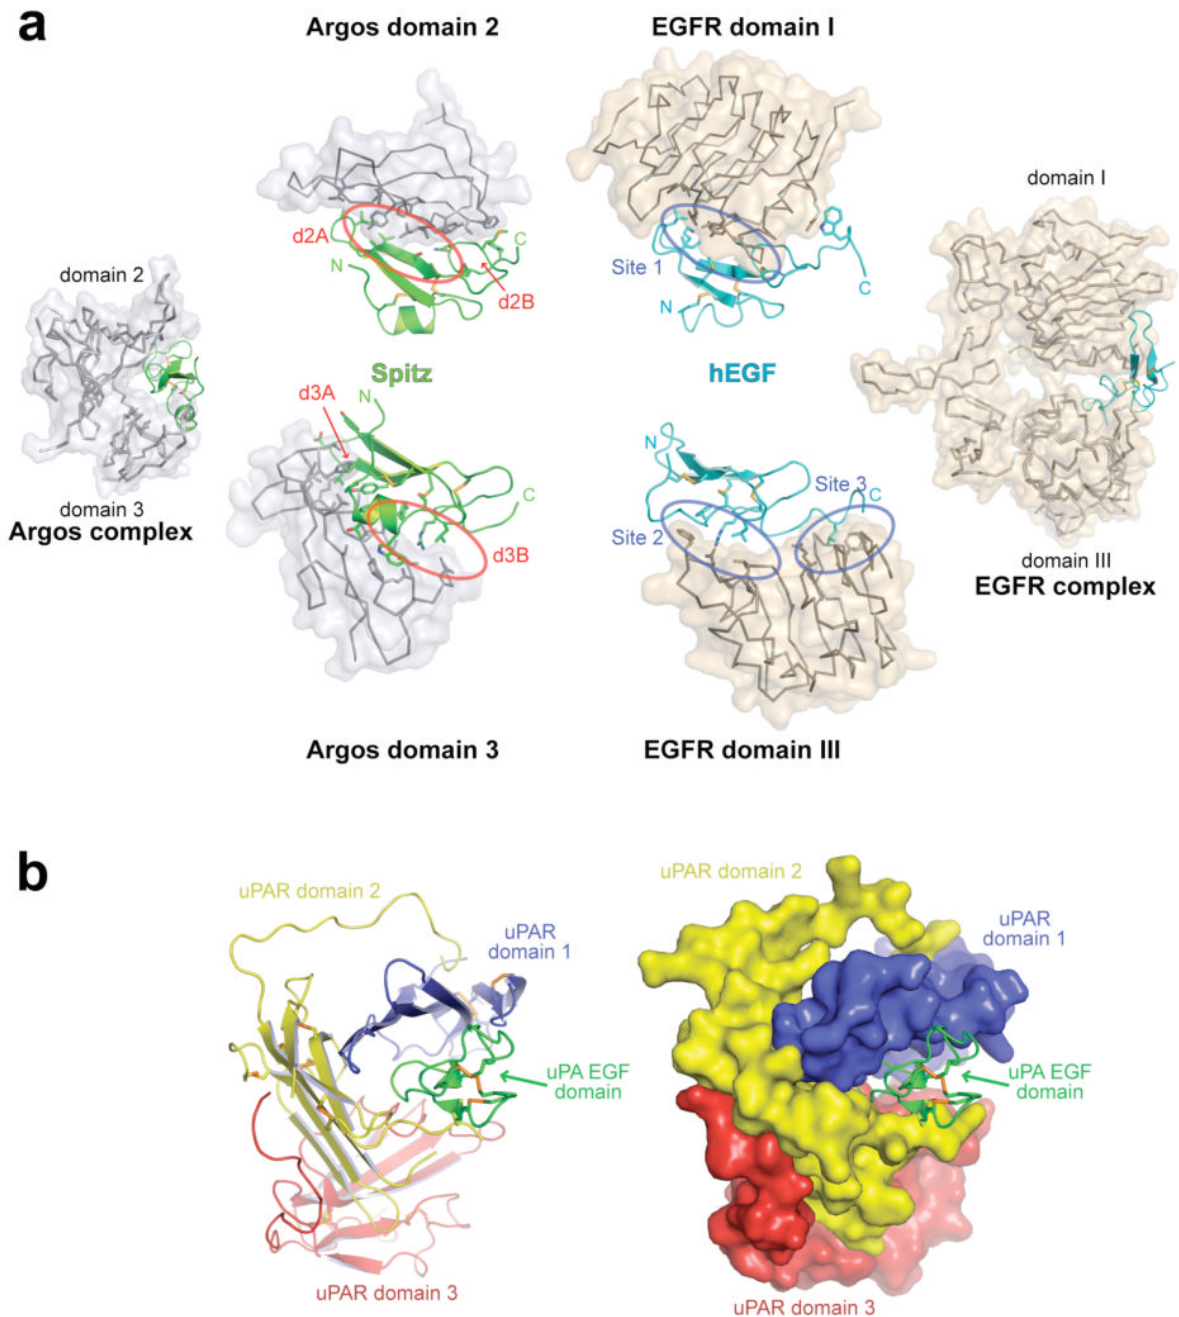 a
Argos domain 2
EGFR domain I
d2A
N
C
d2B
Site 1
N
C
domain I
domain 2
Spitz
hEGF
d3A
N
C
d3B
N
Site 3
C
Site 2
domain 3
Argos complex
domain III
EGFR complex
Argos domain 3
EGFR domain III
b
uPAR domain 2
uPAR
domain 1
uPA EGF
domain
uPAR domain 3
uPAR domain 2
uPAR
domain 1
uPA EGF
domain
uPAR domain 3